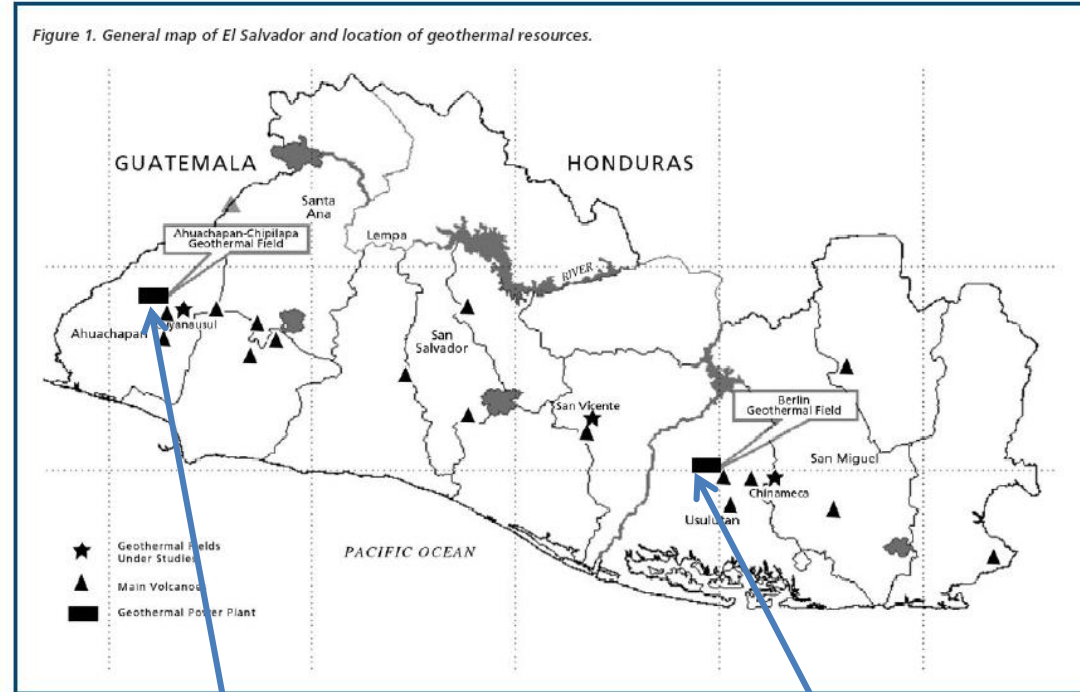 Figure 1. General map of El Salvador and location of geothermal resources.
GUATEMALA
HONDURAS
Santa
Ana
Ahuachapan-Chipilapa
Geothermal Field
Lempa
RIVER
Ahuachapan
San
Salvador
San Vicente
Berlin
Geothermal Field
San Miguel
Chinameca
Usulutan
PACIFIC OCEAN
Geothermal Fields
Under Studies
Main Volcanoes
Geothermal Power Plant